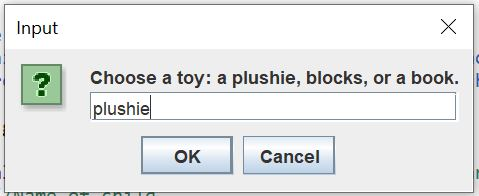 Input
Choose a toy: a plushie, blocks, or a book.
plushie
OK Cancel